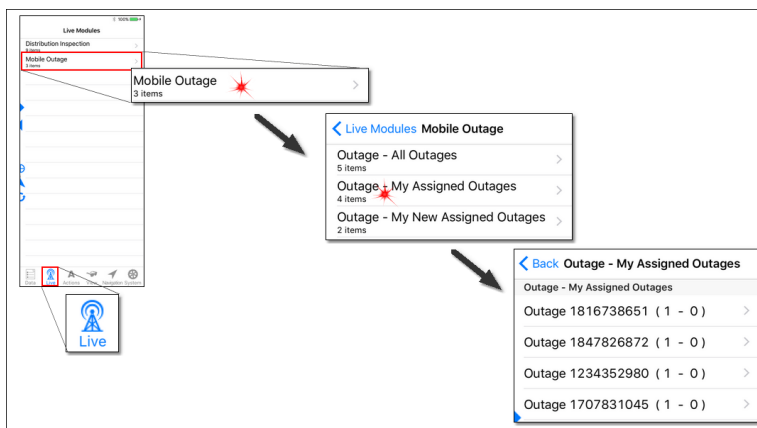 100%
Live Modules
Distribution Inspection
8 items
Mobile Outage
3 items
Mobile Outage
3 items
Live Modules Mobile Outage
Outage - All Outages
5 items
Outage - My Assigned Outages
4 items
Outage - My New Assigned Outages
2 items
Data Live Actions View Navigation System
Live
Back Outage - My Assigned Outages
Outage - My Assigned Outages
Outage 1816738651 ( 1 - 0 )
Outage 1847826872 ( 1 - 0 )
Outage 1234352980 ( 1 - 0 )
Outage 1707831045 ( 1 - 0 )